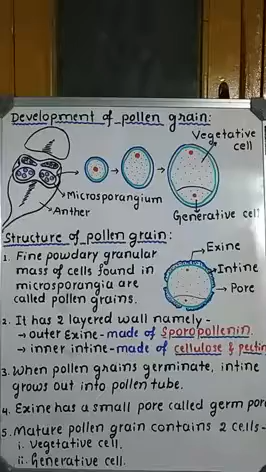 Development of pollen grain:
Vegetative
cell
Microsporangium
Anther
Generative cell
Structure of pollen grain:
Exine
Intine
Pore
1. Fine powdary granular
mass of cells found in
microsporangia are
called pollen grains.
2. It has 2 layered wall namely-
→ outer Exine-made of Sporopollenin.
→ inner intine-made of cellulose & pectin
3. When pollen grains germinate, intine
grows out into pollen tube.
4. Exine has a small pore called germ pore
5. Mature pollen grain contains 2 cells-
i. Vegetative cell.
ii. Generative cell.